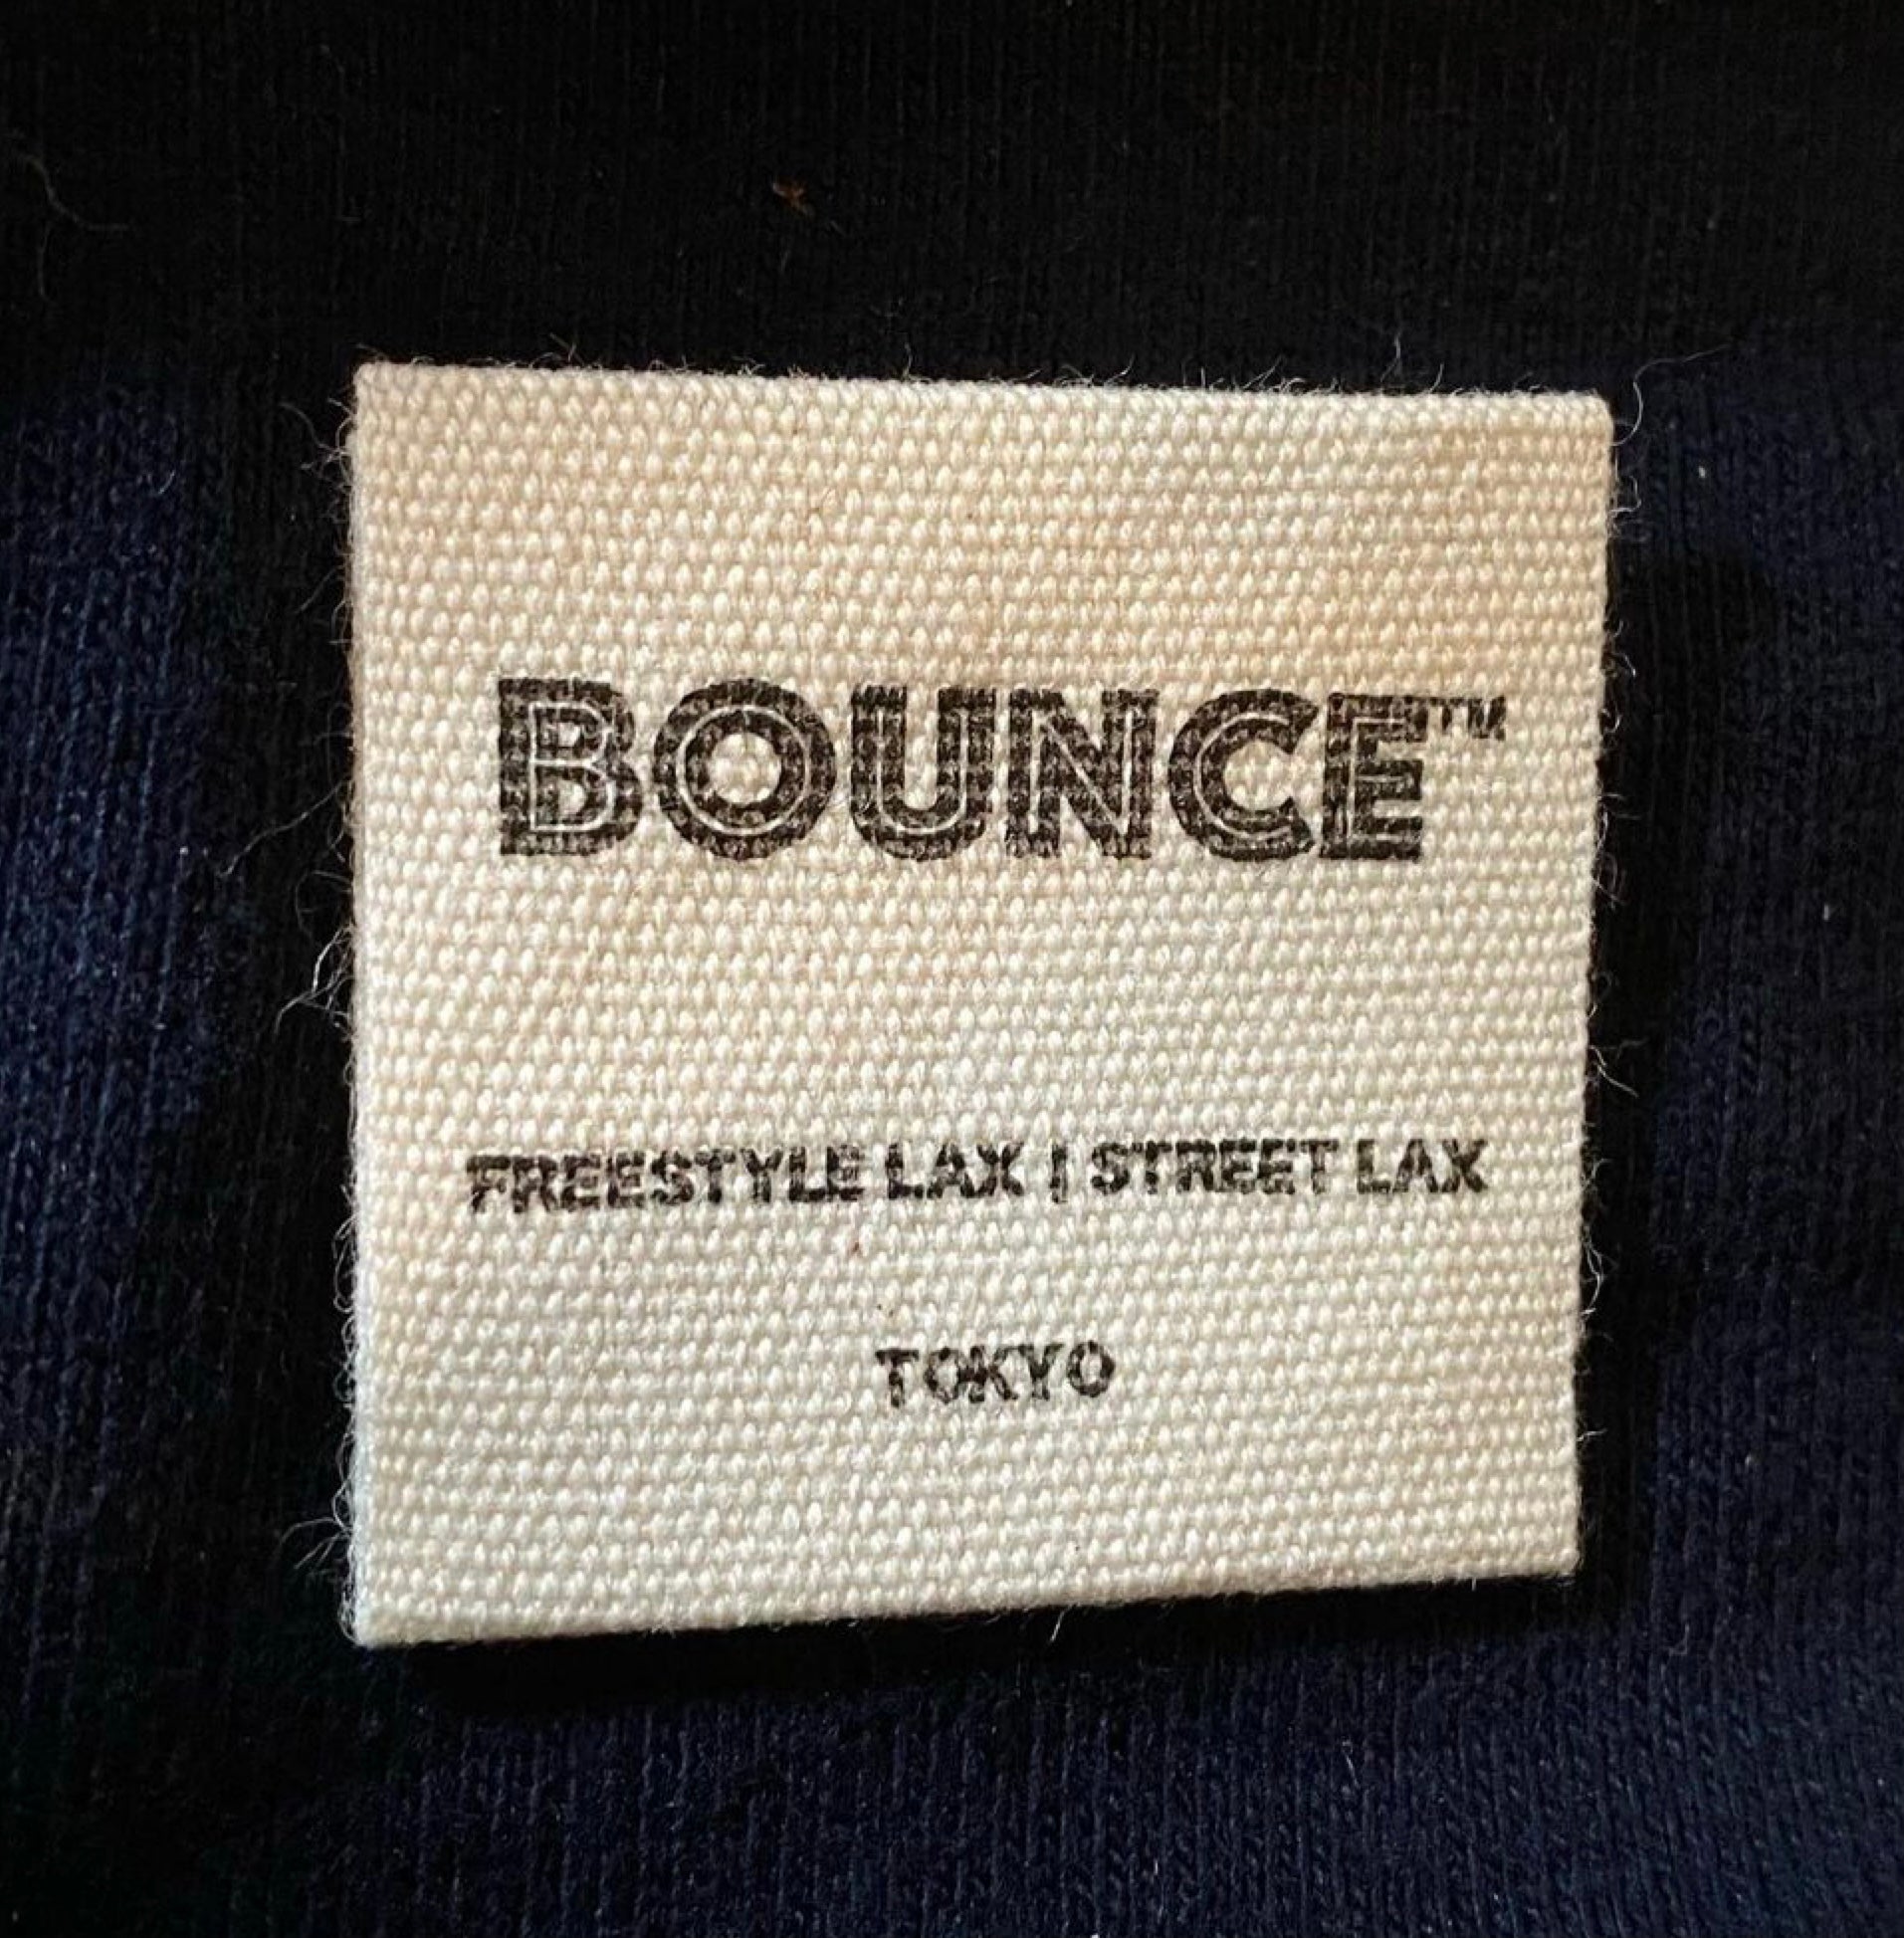 BOUNCE™
FREESTYLE LAX | STREET LAX
TOKYO